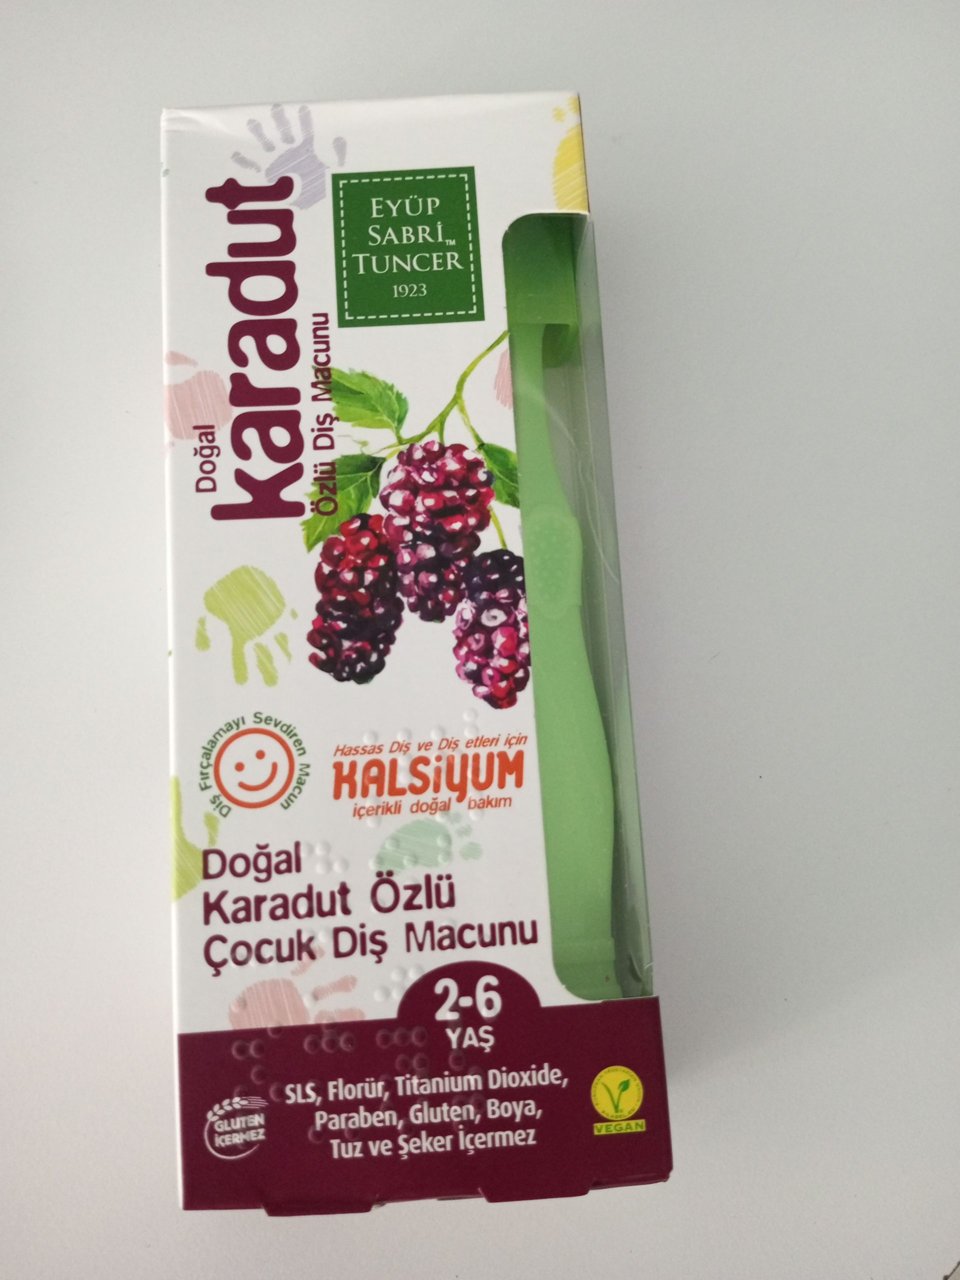 Doğal
karadut
Özlü Diş Macunu
EYÜP
SABRİ™
TUNCER
1923
Diş Fırçalamayı Sevdiren Macun
Hassas Diş ve Diş etleri için
KALSİYUM
içerikli doğal bakım
Doğal
Karadut Özlü
Çocuk Diş Macunu
2-6
YAŞ
SLS, Florür, Titanium Dioxide,
Paraben, Gluten, Boya,
Tuz ve Şeker İçermez
GLUTEN
İÇERMEZ
VEGAN